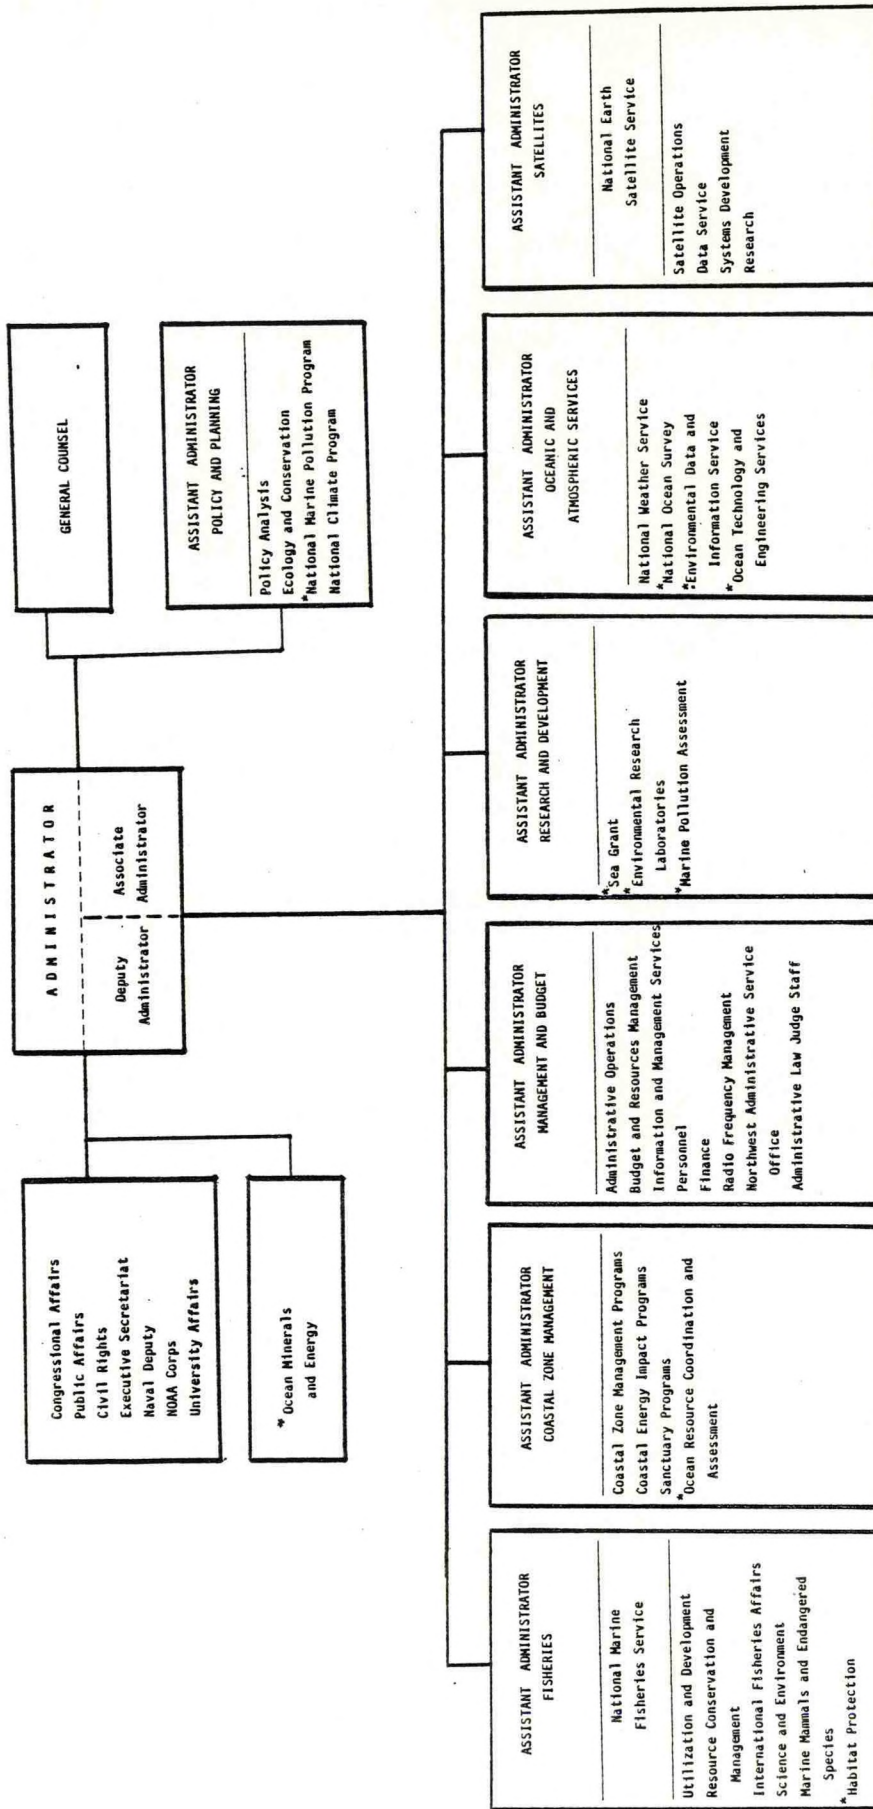 ADMINISTRATOR
Deputy
Administrator
Associate
Administrator
Congressional Affairs
Public Affairs
Civil Rights
Executive Secretariat
Naval Deputy
NOAA Corps
University Affairs
*Ocean Minerals
and Energy
GENERAL COUNSEL
ASSISTANT ADMINISTRATOR
POLICY AND PLANNING
Policy Analysis
Ecology and Conservation
*National Marine Pollution Program
National Climate Program
ASSISTANT ADMINISTRATOR
FISHERIES
National Marine
Fisheries Service
Utilization and Development
Resource Conservation and
Management
International Fisheries Affairs
Science and Environment
Marine Mammals and Endangered
Species
*Habitat Protection
ASSISTANT ADMINISTRATOR
COASTAL ZONE MANAGEMENT
Coastal Zone Management Programs
Coastal Energy Impact Programs
Sanctuary Programs
*Ocean Resource Coordination and
Assessment
ASSISTANT ADMINISTRATOR
MANAGEMENT AND BUDGET
Administrative Operations
Budget and Resources Management
Information and Management Services
Personnel
Finance
Radio Frequency Management
Northwest Administrative Service
Office
Administrative Law Judge Staff
ASSISTANT ADMINISTRATOR
RESEARCH AND DEVELOPMENT
*Sea Grant
*Environmental Research
Laboratories
*Marine Pollution Assessment
ASSISTANT ADMINISTRATOR
OCEANIC AND
ATMOSPHERIC SERVICES
National Weather Service
*National Ocean Survey
*Environmental Data and
Information Service
*Ocean Technology and
Engineering Services
ASSISTANT ADMINISTRATOR
SATELLITES
National Earth
Satellite Service
Satellite Operations
Data Service
Systems Development
Research